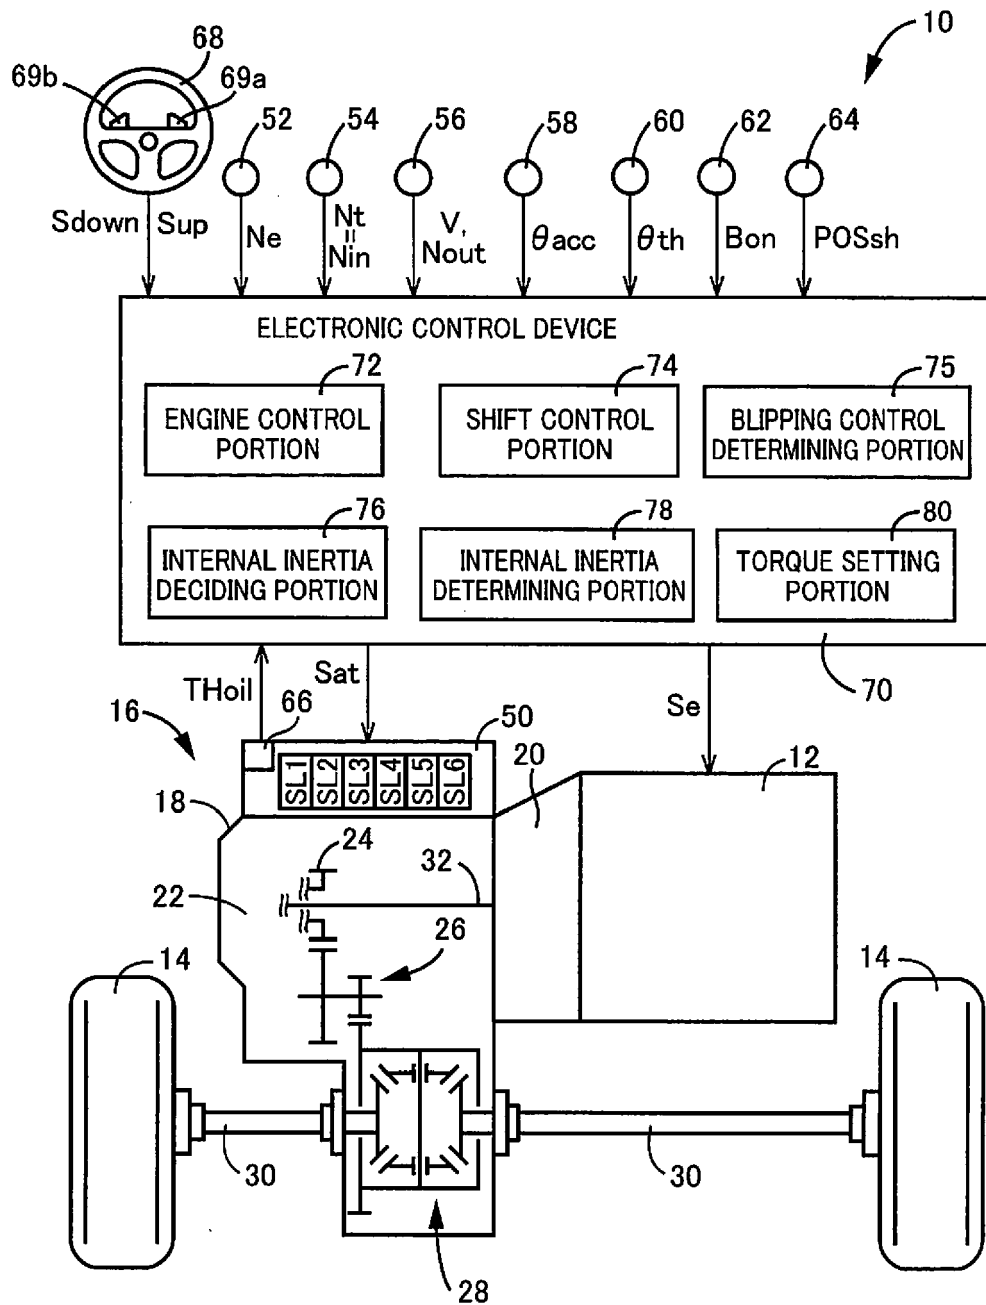 10
68
69b
69a
52
54
56
58
60
62
64
Sdown
Sup
Ne
Nt
=
Nin
V,
Nout
θacc
θth
Bon
POSsh
ELECTRONIC CONTROL DEVICE
72
74
75
ENGINE CONTROL
PORTION
SHIFT CONTROL
PORTION
BLIPPING CONTROL
DETERMINING PORTION
76
78
80
INTERNAL INERTIA
DECIDING PORTION
INTERNAL INERTIA
DETERMINING PORTION
TORQUE SETTING
PORTION
THoil
Sat
Se
70
16
66
50
20
12
SL1
SL2
SL3
SL4
SL5
SL6
18
24
32
22
26
14
14
30
30
28